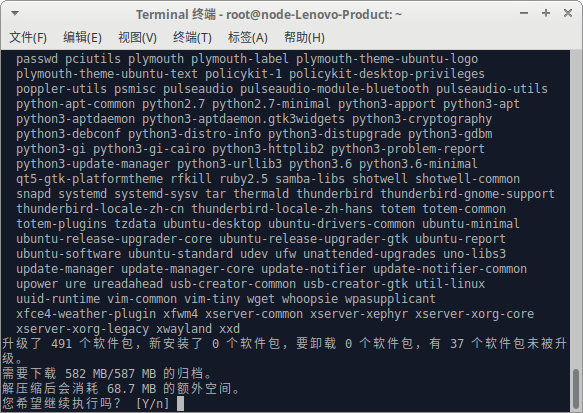 Terminal 终端 - root@node-Lenovo-Product: ~
文件(F) 编辑(E) 视图(V) 终端(T) 标签(A) 帮助(H)
passwd pciutils plymouth plymouth-label plymouth-theme-ubuntu-logo
plymouth-theme-ubuntu-text policykit-1 policykit-desktop-privileges
poppler-utils psmisc pulseaudio pulseaudio-module-bluetooth pulseaudio-utils
python-apt-common python2.7 python2.7-minimal python3-apport python3-apt
python3-aptdaemon python3-aptdaemon.gtk3widgets python3-cryptography
python3-debconf python3-distro-info python3-distupgrade python3-gdbm
python3-gi python3-gi-cairo python3-httplib2 python3-problem-report
python3-update-manager python3-urllib3 python3.6 python3.6-minimal
qt5-gtk-platformtheme rfkill ruby2.5 samba-libs shotwell shotwell-common
snapd systemd systemd-sysv tar thermald thunderbird thunderbird-gnome-support
thunderbird-locale-zh-cn thunderbird-locale-zh-hans totem totem-common
totem-plugins tzdata ubuntu-desktop ubuntu-drivers-common ubuntu-minimal
ubuntu-release-upgrader-core ubuntu-release-upgrader-gtk ubuntu-report
ubuntu-software ubuntu-standard udev ufw unattended-upgrades uno-libs3
update-manager update-manager-core update-notifier update-notifier-common
upower ure ureadahead usb-creator-common usb-creator-gtk util-linux
uuid-runtime vim-common vim-tiny wget whoopsie wpasupplicant
xfce4-weather-plugin xfwm4 xserver-common xserver-xephyr xserver-xorg-core
xserver-xorg-legacy xwayland xxd
升级了 491 个软件包，新安装了 0 个软件包，要卸载 0 个软件包，有 37 个软件包未被升
级。
需要下载 582 MB/587 MB 的归档。
解压缩后会消耗 68.7 MB 的额外空间。
您希望继续执行吗？ [Y/n]